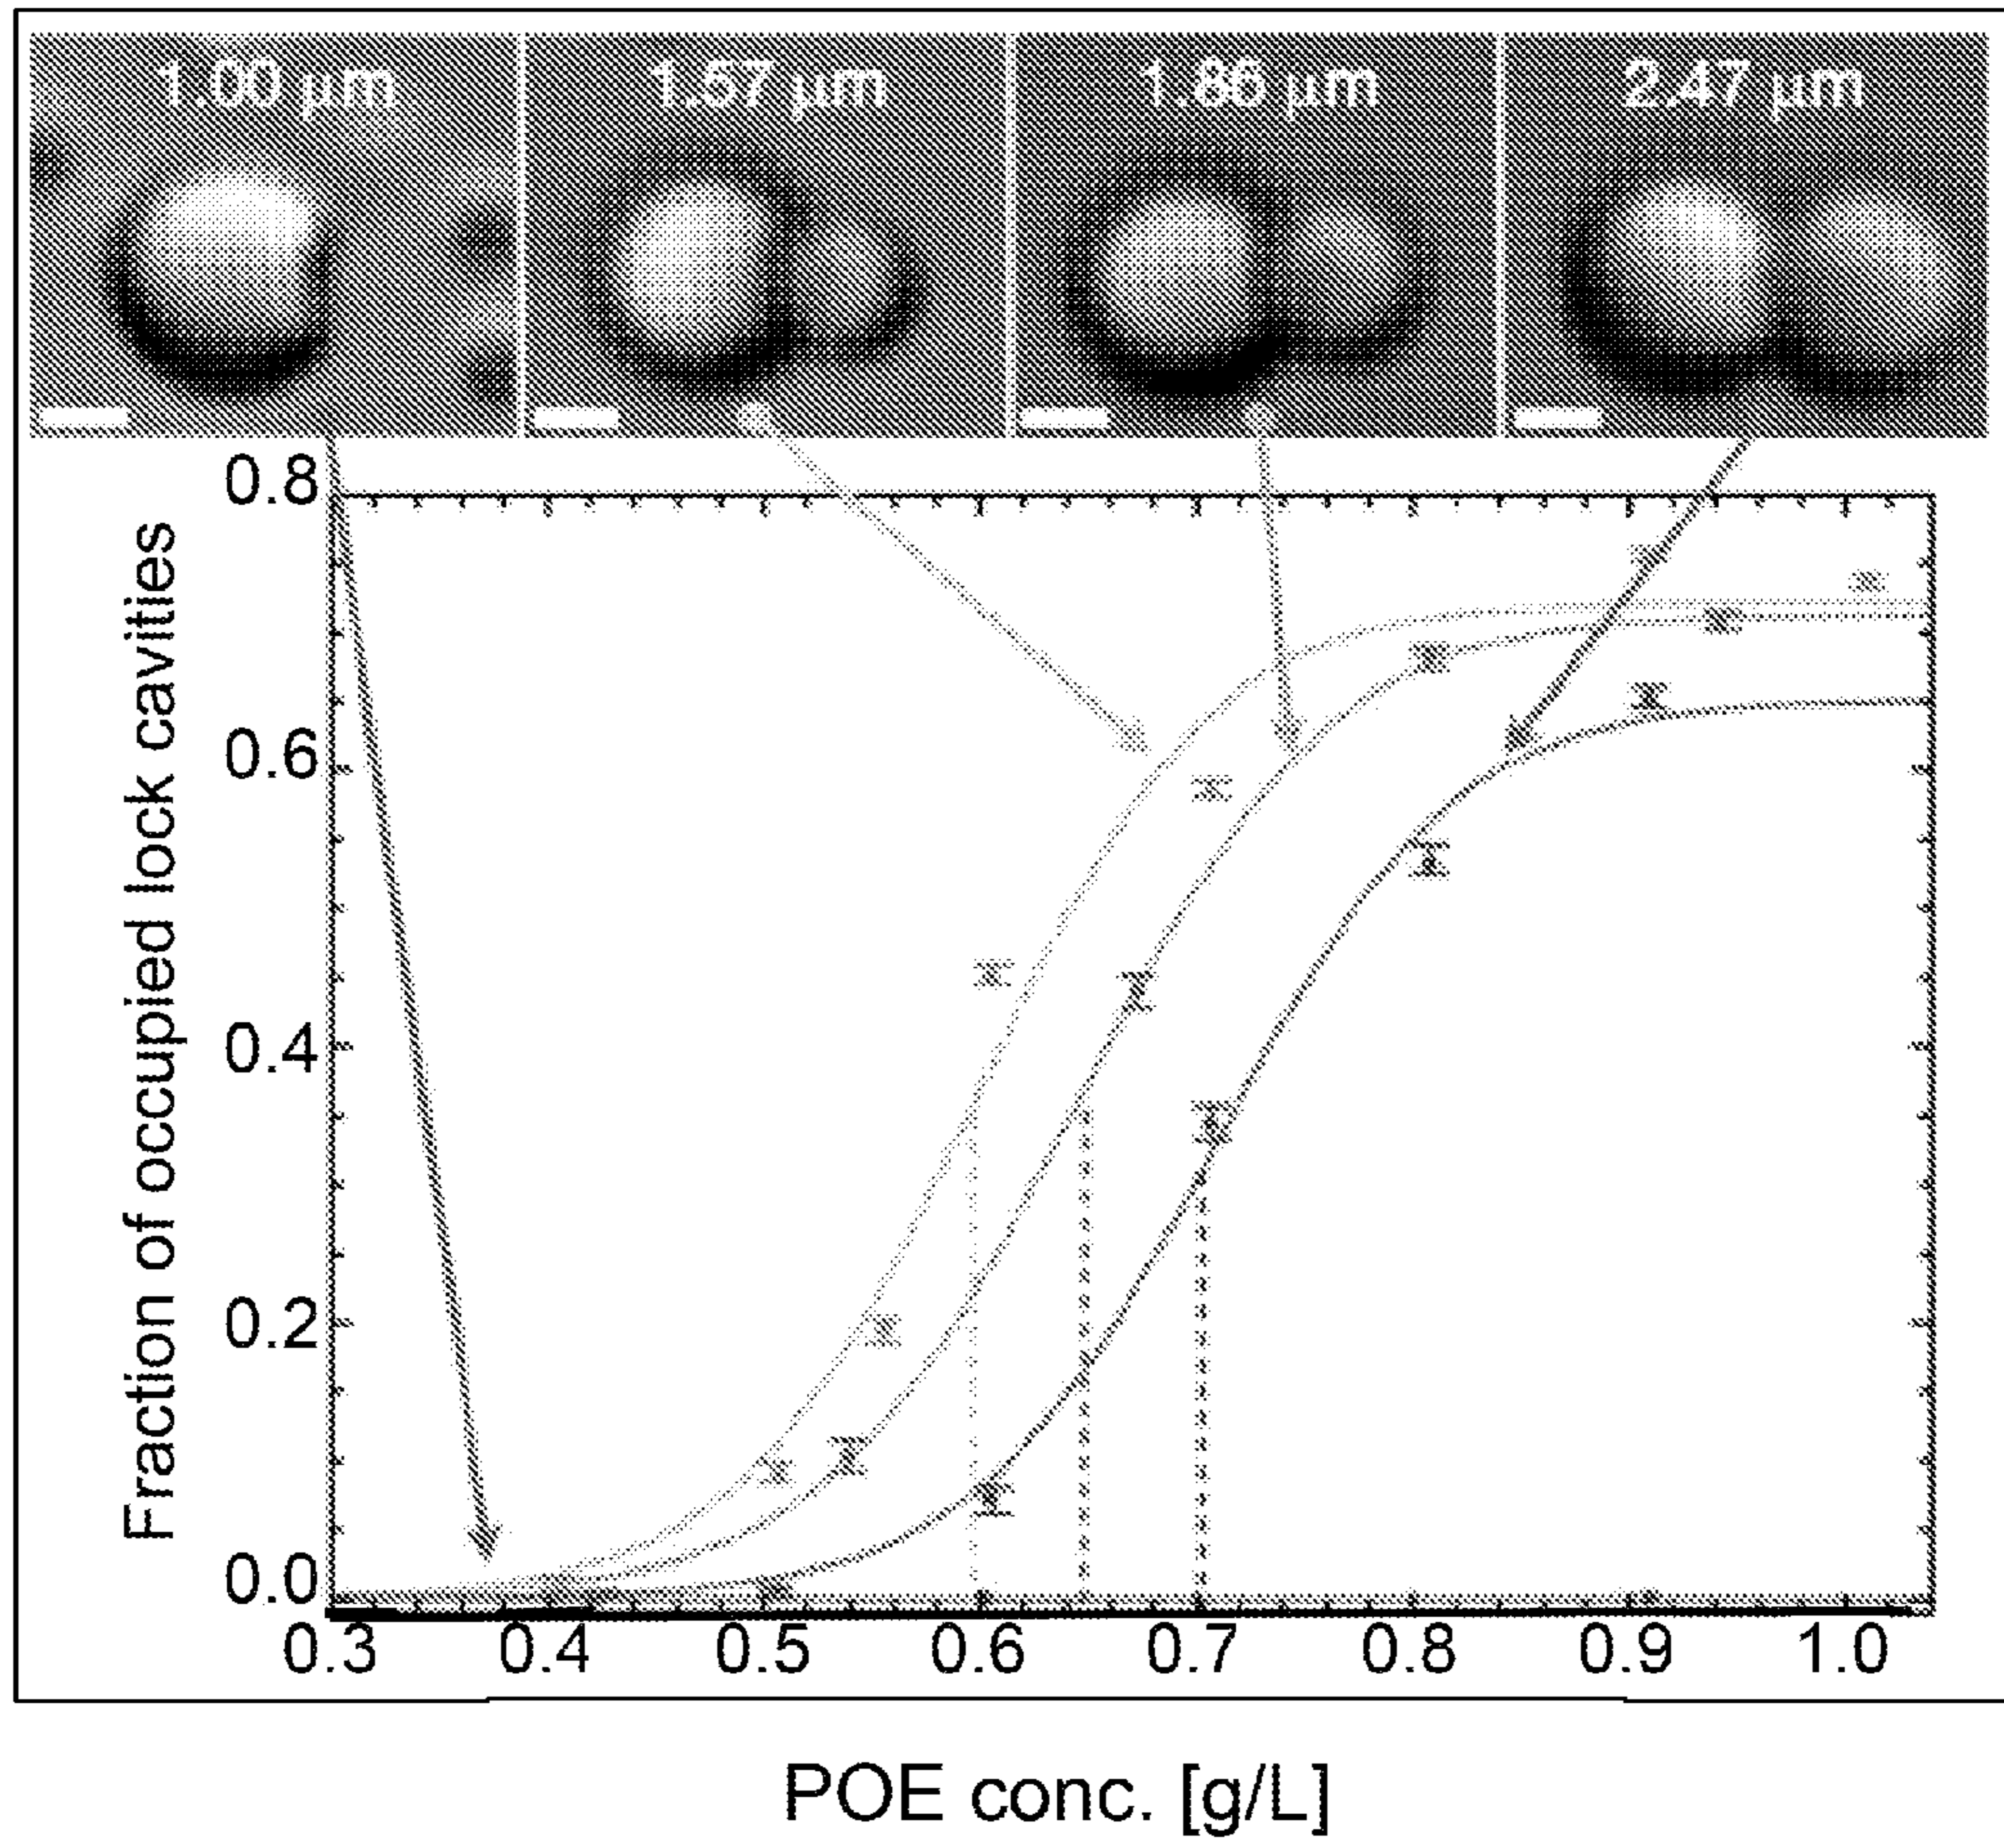 1.00 μm 1.57 μm 1.86 μm 2.47 μm
Fraction of occupied lock cavities
0.8
0.6
0.4
0.2
0.0
0.3 0.4 0.5 0.6 0.7 0.8 0.9 1.0
POE conc. [g/L]